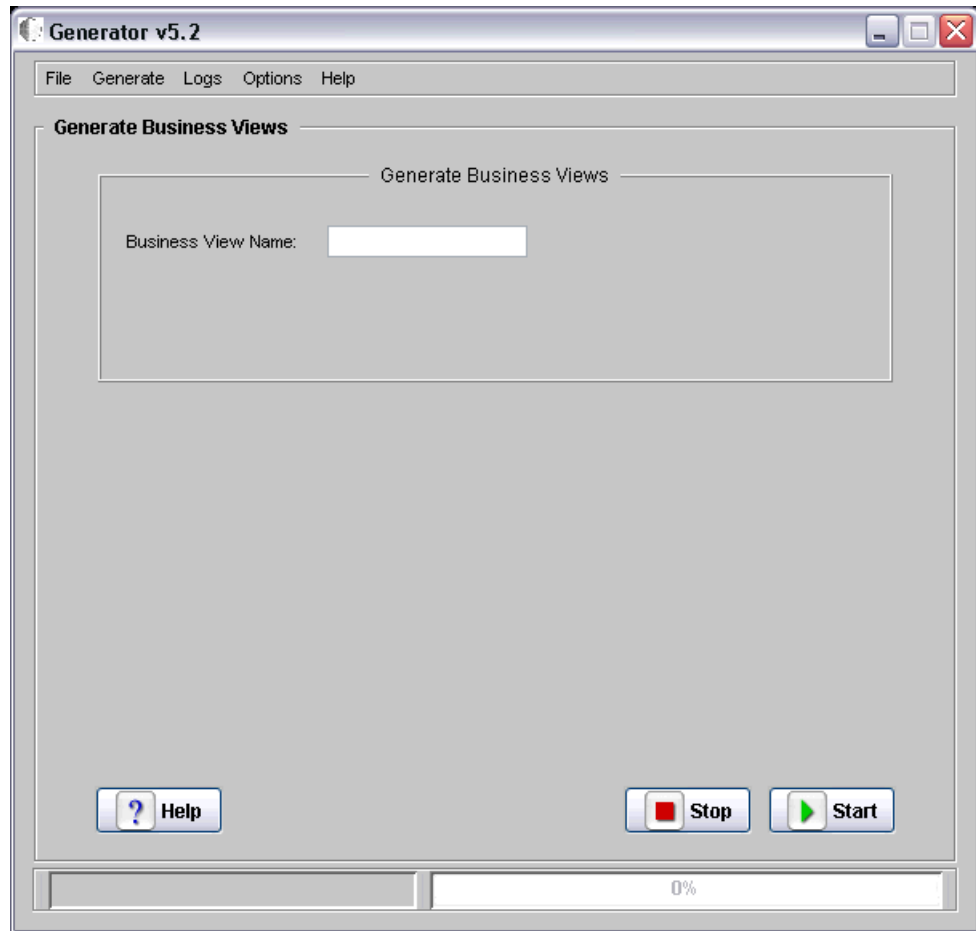 Generator v5.2
File Generate Logs Options Help
Generate Business Views
Generate Business Views
Business View Name:
? Help
Stop
Start
0%